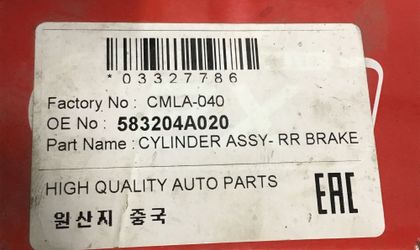 *03327786
Factory No : CMLA-040
OE No : 583204A020
Part Name : CYLINDER ASSY- RR BRAKE
HIGH QUALITY AUTO PARTS
EAC
원산지 중국